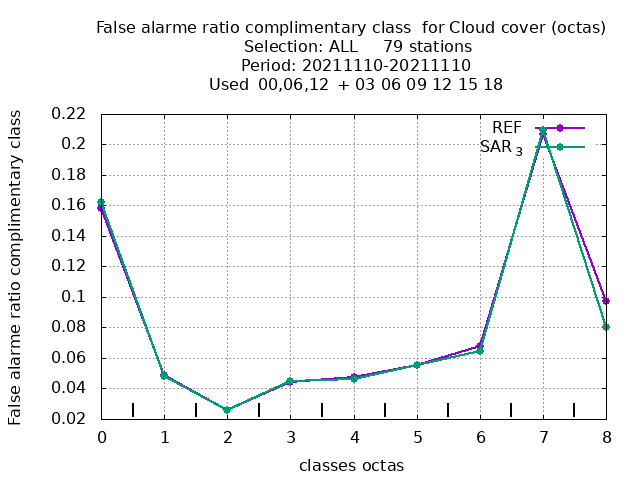 False alarme ratio complimentary class  for Cloud cover (octas)
Selection: ALL     79 stations
Period: 20211110-20211110
Used  00,06,12  + 03 06 09 12 15 18
False alarme ratio complimentary class
0.22
0.2
0.18
0.16
0.14
0.12
0.1
0.08
0.06
0.04
0.02
REF
SAR 3
0 1 2 3 4 5 6 7 8
classes octas